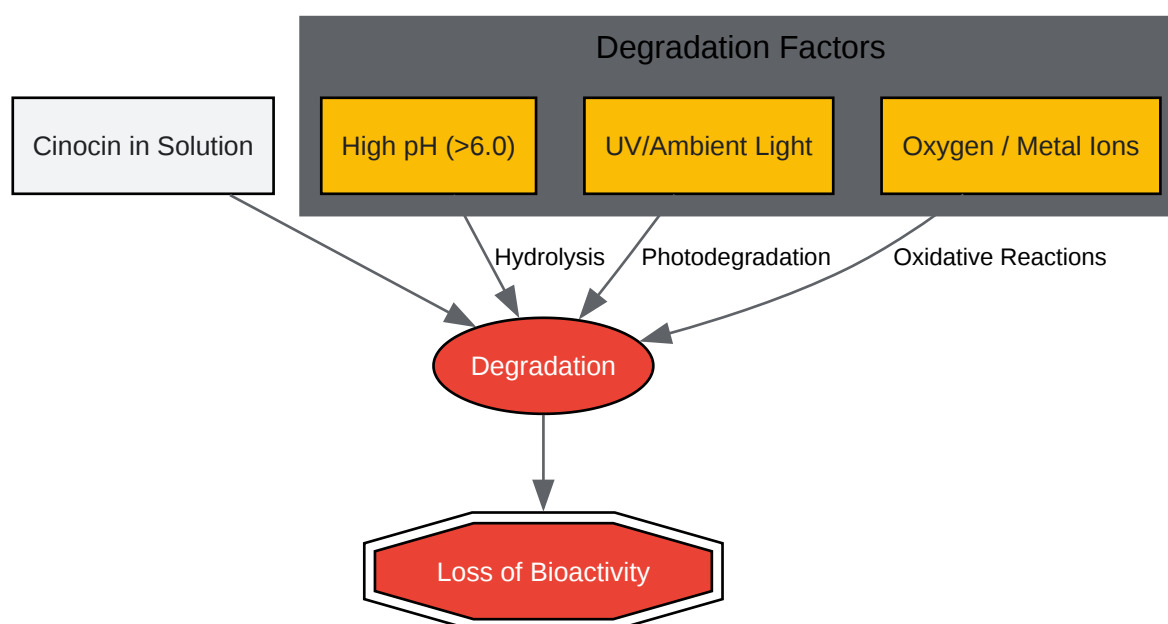 Degradation Factors
Cinocin in Solution
High pH (>6.0)
UV/Ambient Light
Oxygen / Metal Ions
Hydrolysis
Photodegradation
Oxidative Reactions
Degradation
Loss of Bioactivity